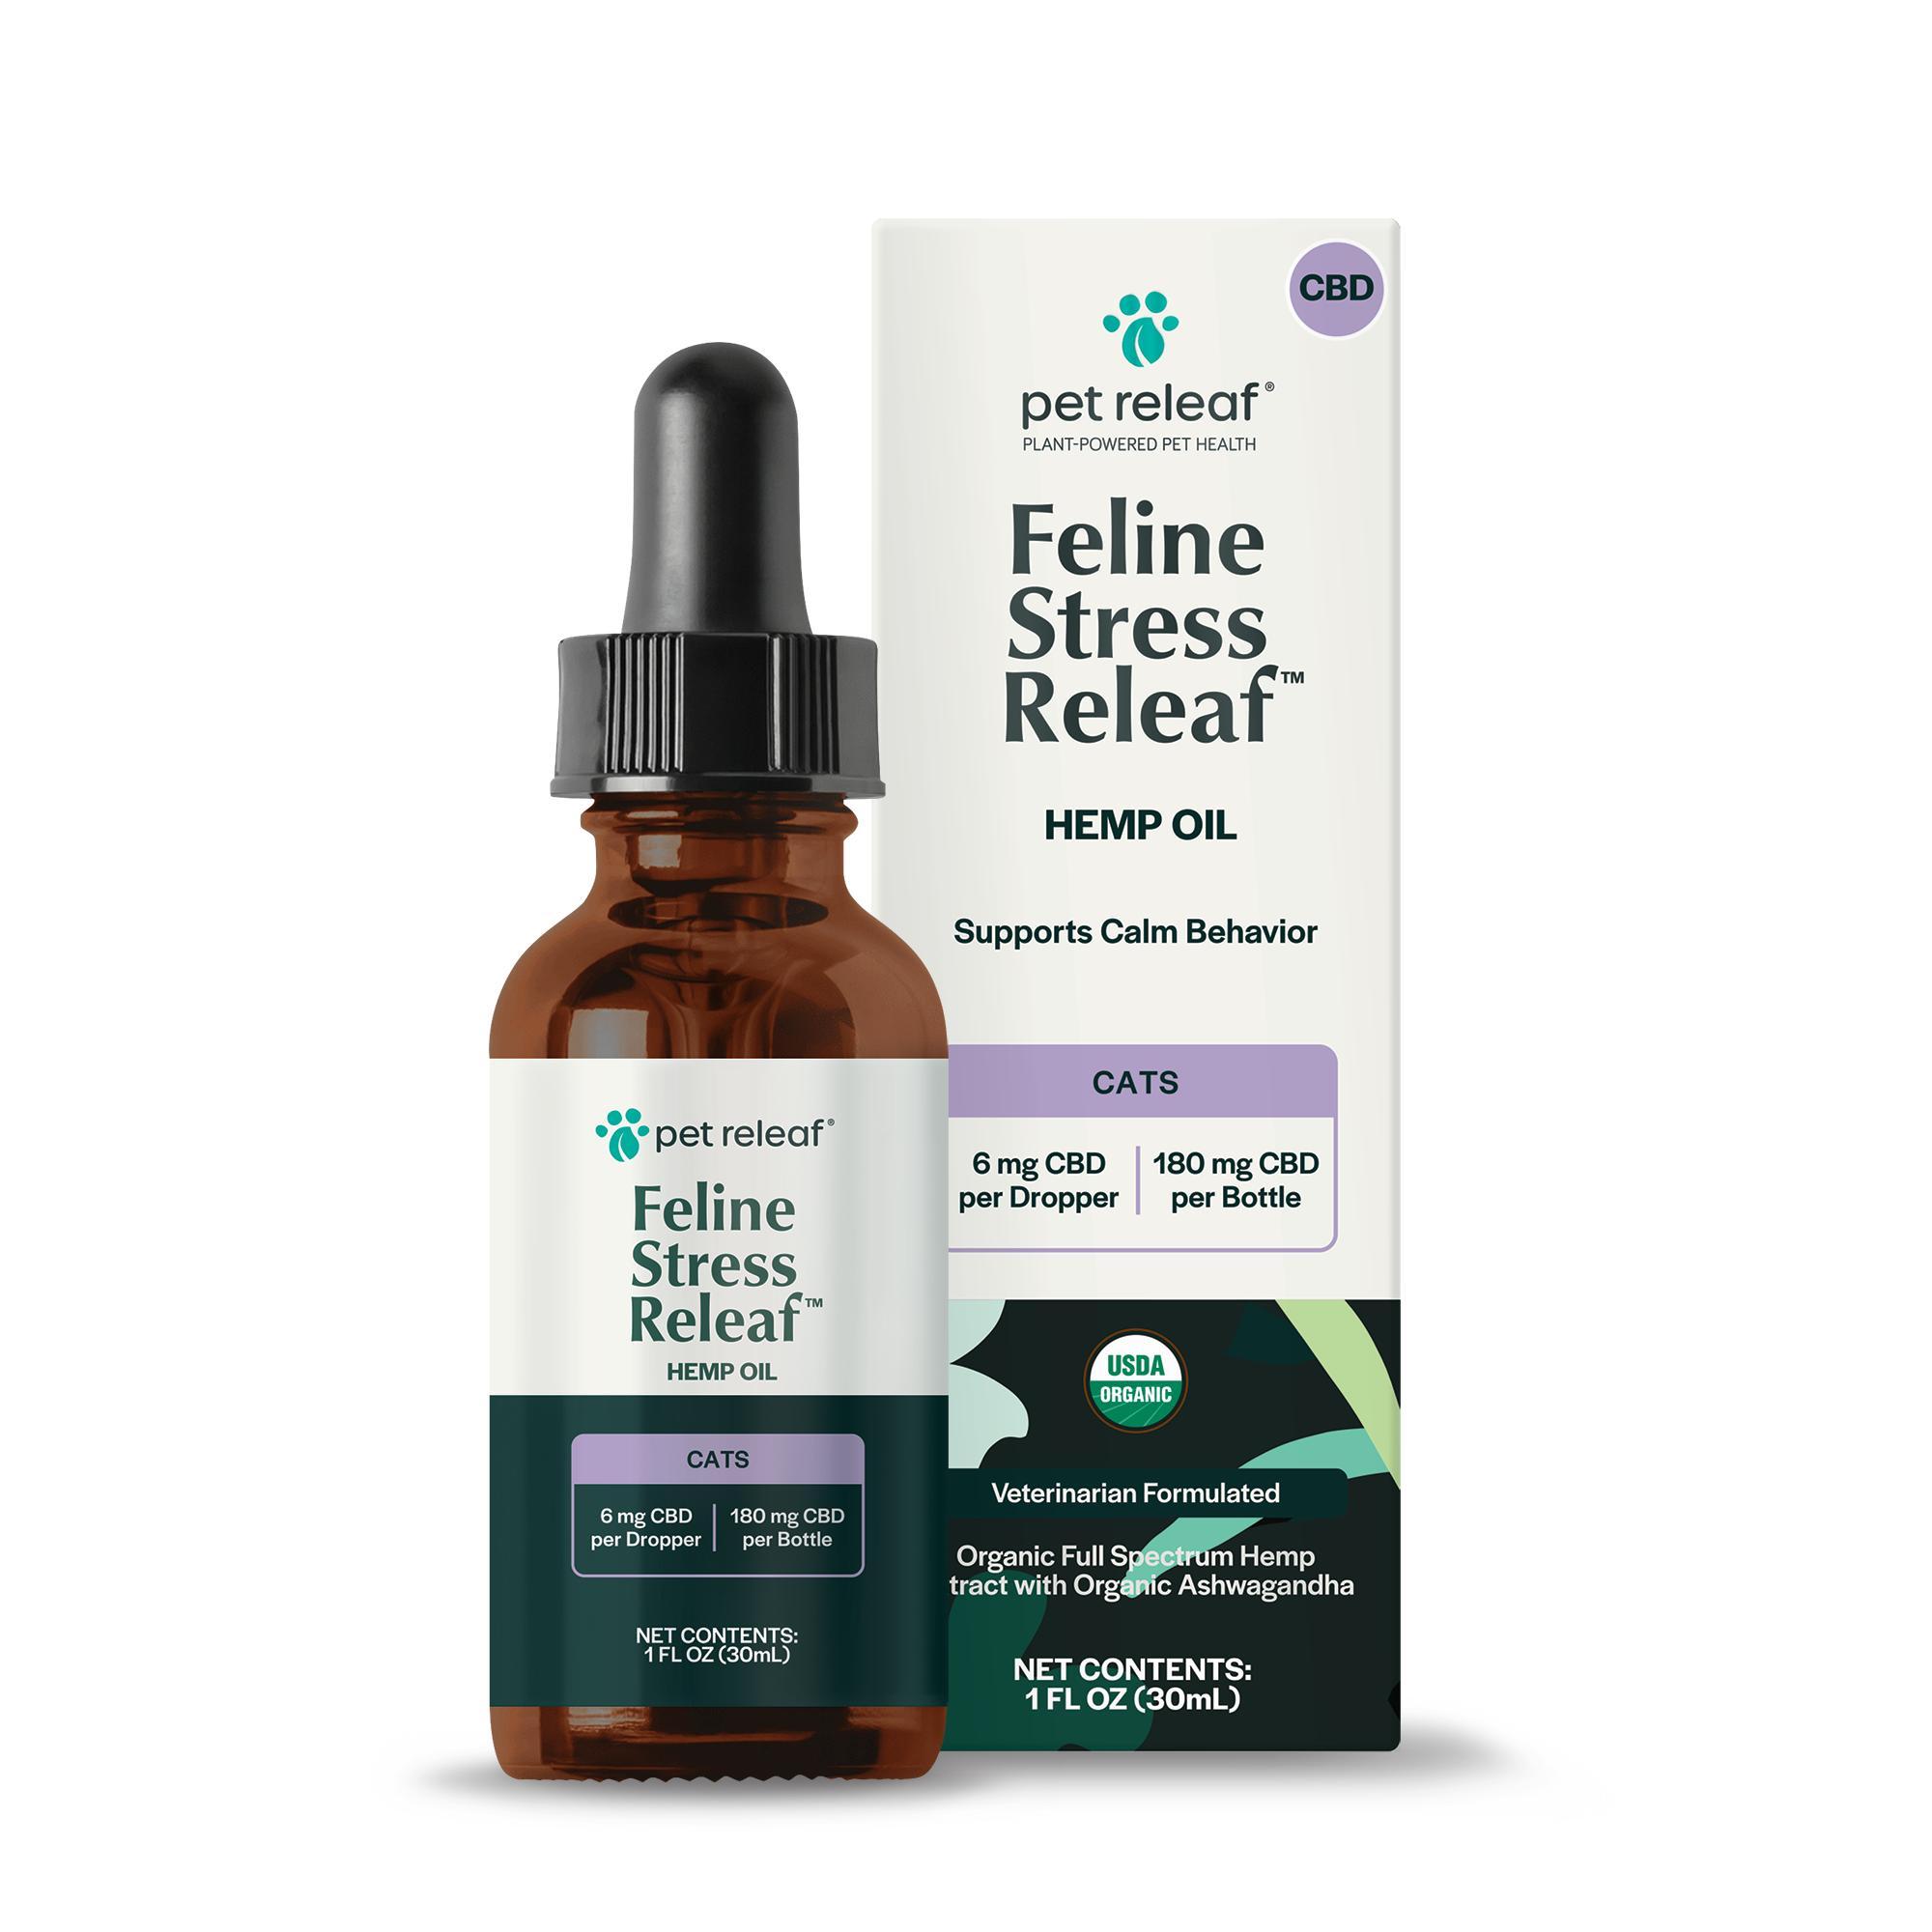 CBD
pet releaf®
PLANT-POWERED PET HEALTH
Feline
Stress
Releaf™
HEMP OIL
Supports Calm Behavior
CATS
6 mg CBD
per Dropper
180 mg CBD
per Bottle
USDA
ORGANIC
Veterinarian Formulated
Organic Full Spectrum Hemp
tract with Organic Ashwagandha
NET CONTENTS:
1 FL OZ (30mL)
pet releaf®
Feline
Stress
Releaf™
HEMP OIL
CATS
6 mg CBD
per Dropper
180 mg CBD
per Bottle
NET CONTENTS:
1 FL OZ (30mL)